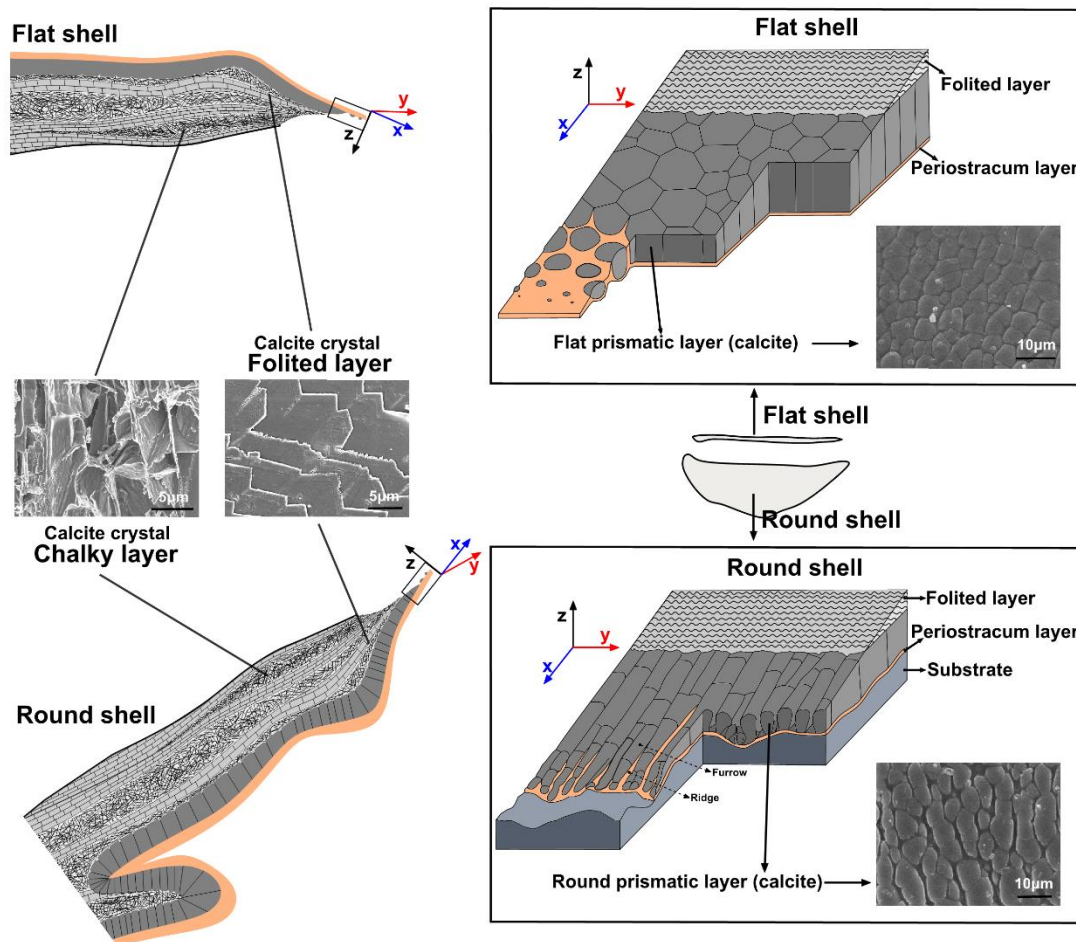 Flat shell
y
x
z
Calcite crystal
Folited layer
5μm
5μm
Calcite crystal
Chalky layer
z
x
y
Round shell
Flat shell
z
y
x
Folited layer
Periostracum layer
Flat prismatic layer (calcite)
10μm
Flat shell
Round shell
Round shell
z
y
x
Folited layer
Periostracum layer
Substrate
Furrow
Ridge
Round prismatic layer (calcite)
10μm